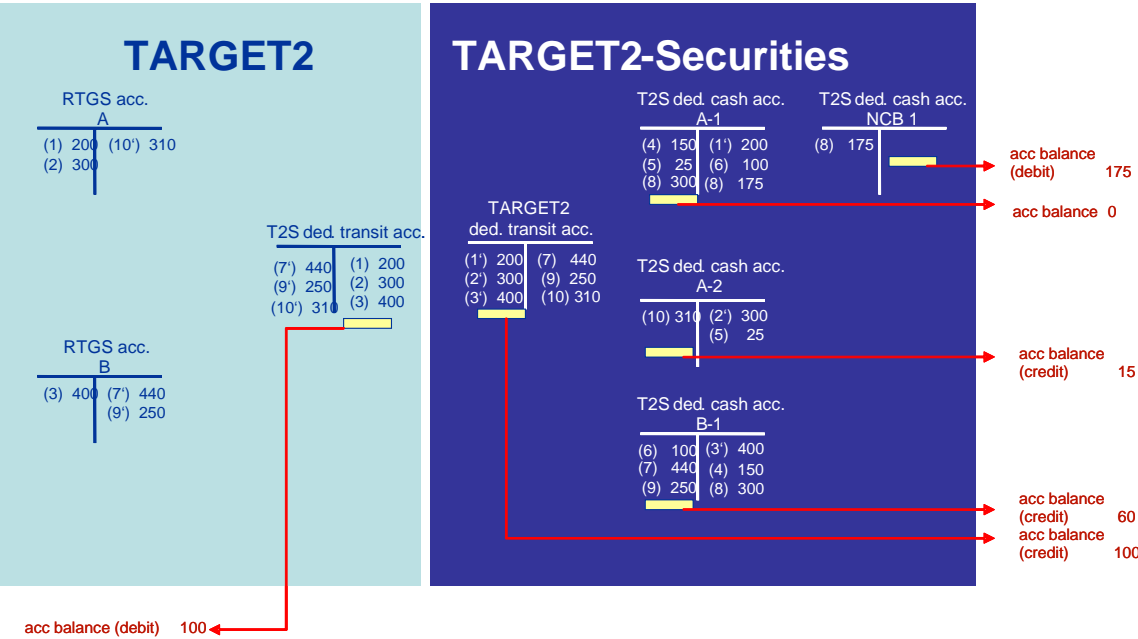 TARGET2
RTGS acc.
A
(1) 200 (10‘) 310
(2) 300
T2S ded. transit acc.
(7‘) 440 (1) 200
(9‘) 250 (2) 300
(10‘) 310 (3) 400
RTGS acc.
B
(3) 400 (7‘) 440
(9‘) 250
TARGET2-Securities
T2S ded. cash acc.
A-1
(4) 150 (1‘) 200
(5) 25 (6) 100
(8) 300 (8) 175
T2S ded. cash acc.
NCB 1
(8) 175
TARGET2
ded. transit acc.
(1‘) 200 (7) 440
(2‘) 300 (9) 250
(3‘) 400 (10) 310
T2S ded. cash acc.
A-2
(10) 310 (2‘) 300
(5) 25
T2S ded. cash acc.
B-1
(6) 100 (3‘) 400
(7) 440 (4) 150
(9) 250 (8) 300
acc balance
(debit) 175
acc balance 0
acc balance
(credit) 15
acc balance
(credit) 60
acc balance
(credit) 100
acc balance (debit) 100